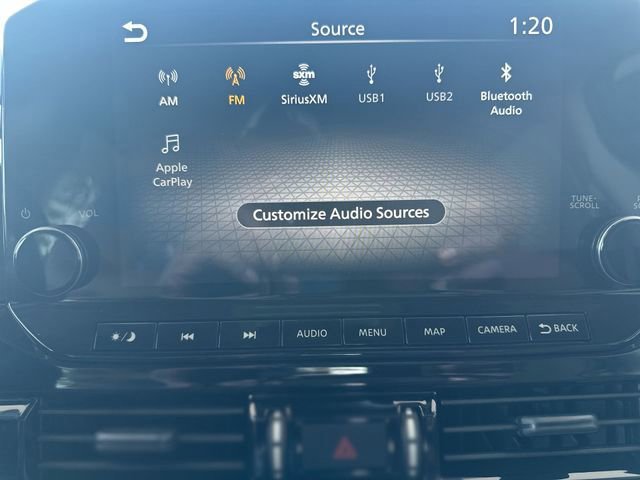 Source
1:20
AM
FM
sxm
SiriusXM
USB1
USB2
Bluetooth
Audio
Apple
CarPlay
Customize Audio Sources
VOL
TUNE·
SCROLL
AUDIO
MENU
MAP
CAMERA
BACK